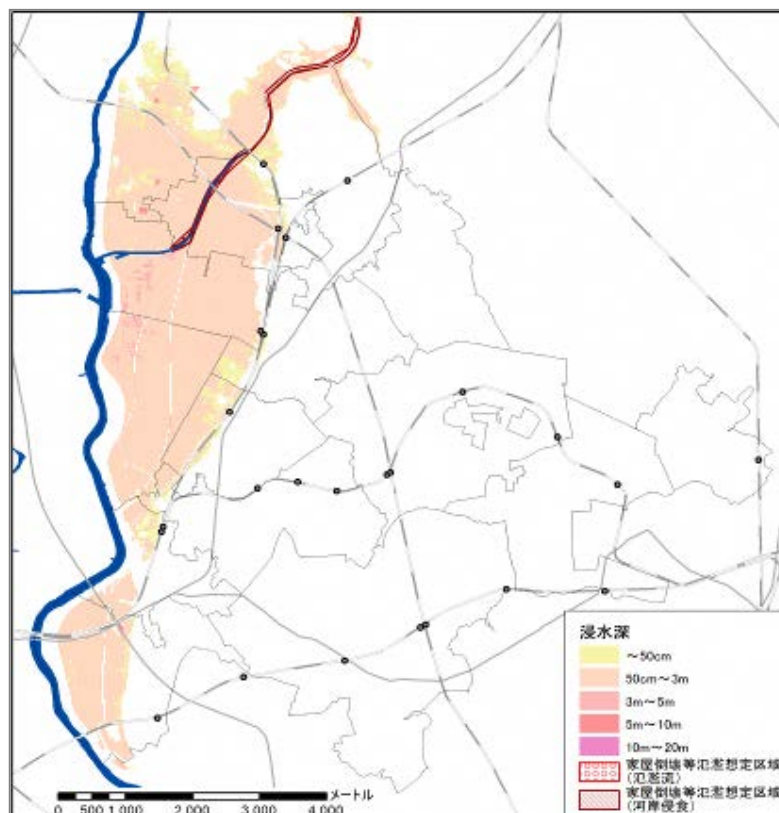 浸水深
～50cm
50cm～3m
3m～5m
5m～10m
10m～20m
家屋倒壊等氾濫想定区域
(氾濫流)
家屋倒壊等氾濫想定区域
(河岸侵食)
メートル
0 500 1,000 2,000 3,000 4,000